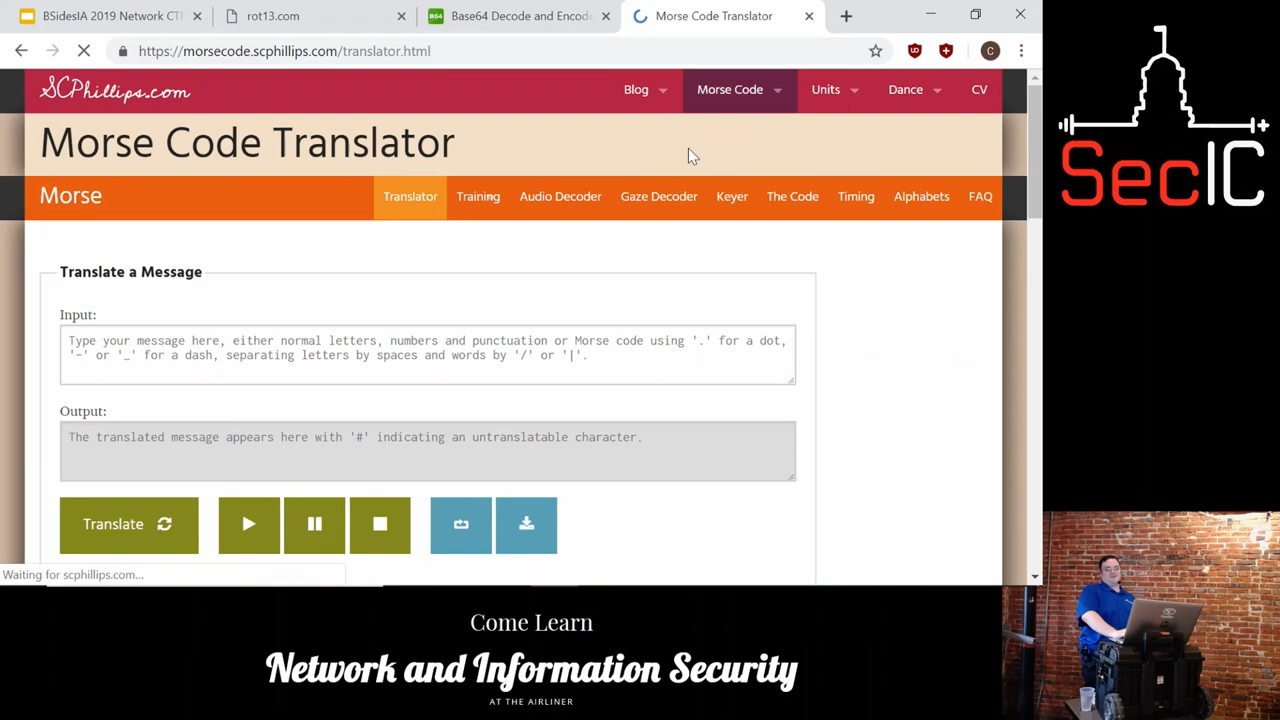 BSidesIA 2019 Network CTF
rot13.com
Base64 Decode and Encode
Morse Code Translator
https://morsecode.scphillips.com/translator.html
SCPhillips.com
Blog
Morse Code
Units
Dance
CV
Morse Code Translator
Morse
Translator
Training
Audio Decoder
Gaze Decoder
Keyer
The Code
Timing
Alphabets
FAQ
Translate a Message
Input:
Type your message here, either normal letters, numbers and punctuation or Morse code using '.' for a dot,
'-' or '_' for a dash, separating letters by spaces and words by '/' or '|'.
Output:
The translated message appears here with '#' indicating an untranslatable character.
Translate
Waiting for scphillips.com...
SecIC
Come Learn
Network and Information Security
AT THE AIRLINER